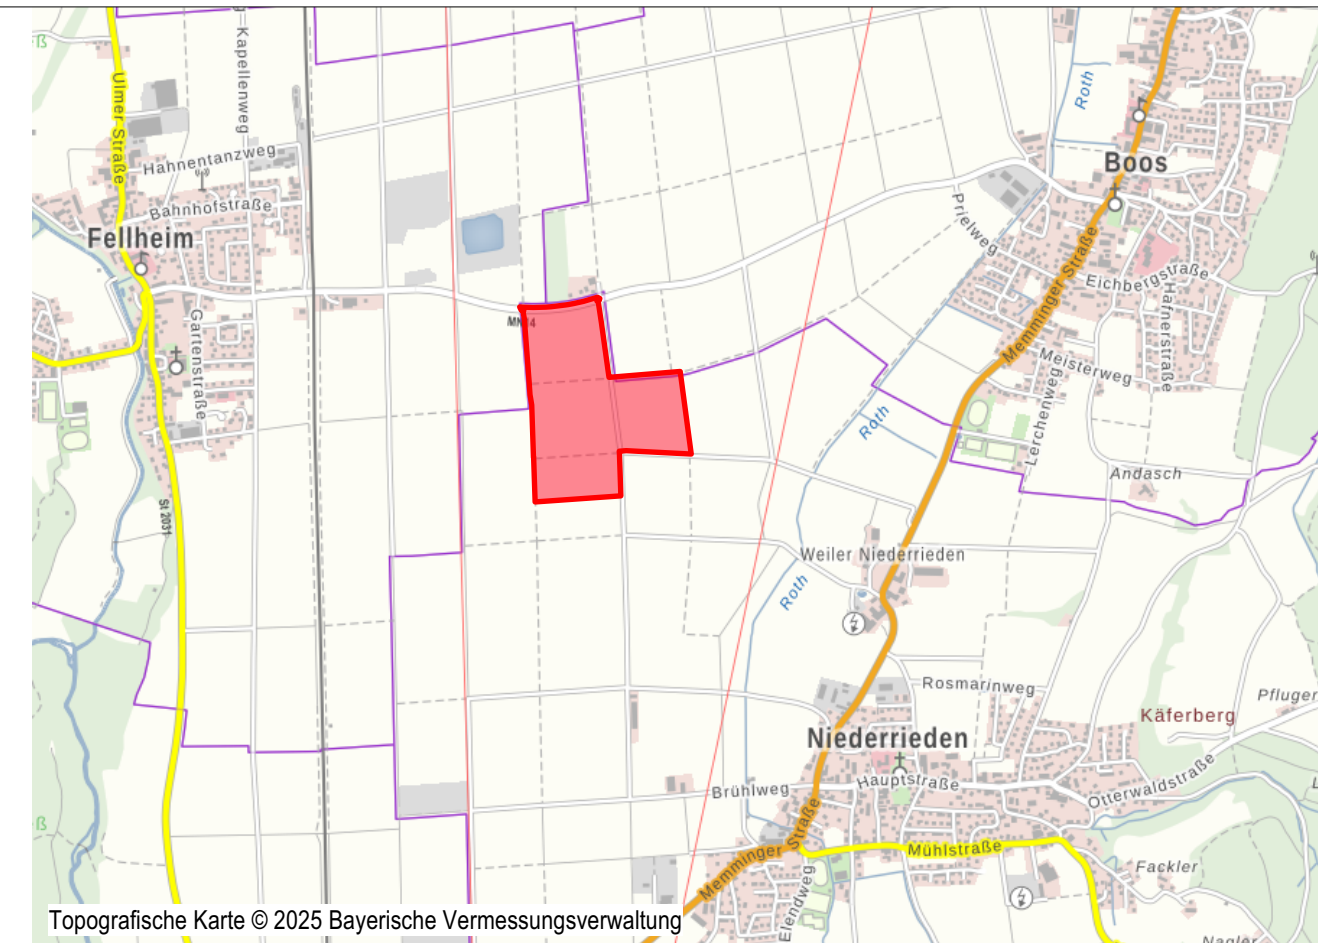 Kapellenweg
Ulmer Straße
Roth
Hahnentanzweg
Boos
Bahnhofstraße
Prielweg
Fellheim
Memminger Straße
Eichbergstraße
Hafnerstraße
Gartenstraße
Meisterweg
Lerchenweg
Roth
Andasch
St 2031
Weiler Niederrieden
Roth
Rosmarinweg
Pfluger
Käferberg
Niederrieden
Hauptstraße
Otterwaldstraße
Brühlweg
Memminger Straße
Mühlstraße
Fackler
Elendweg
Nagler
Topografische Karte © 2025 Bayerische Vermessungsverwaltung